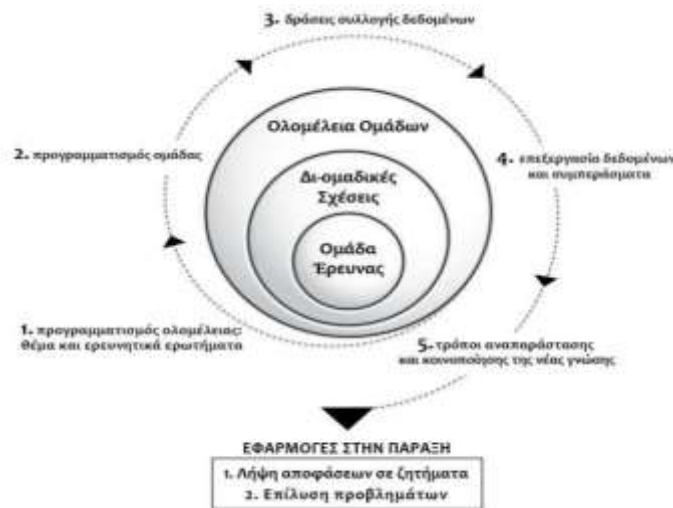 3. δράσεις συλλογής δεδομένων
Ολομέλεια Ομάδων
2. προγραμματισμός ομάδας
4. επεξεργασία δεδομένων
και συμπεράσματα
Δι-ομαδικές
Σχέσεις
Ομάδα
Έρευνας
1. προγραμματισμός ολομέλειας:
θέμα και ερευνητικά ερωτήματα
5. τρόποι αναπαράστασης
και κοινοποίησης της νέας γνώσης
ΕΦΑΡΜΟΓΕΣ ΣΤΗΝ ΠΑΡΑΞΗ
1. Λήψη αποφάσεων σε ζητήματα
2. Επίλυση προβλημάτων